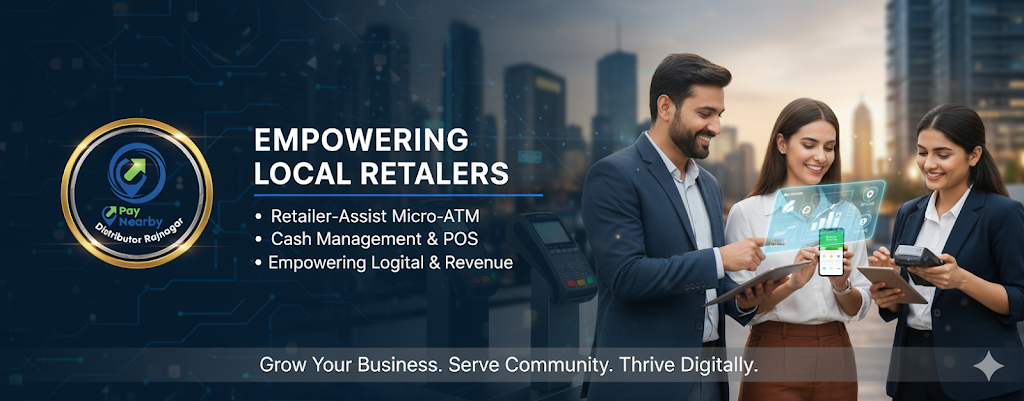 EMPOWERING
LOCAL RETALERS
• Retailer-Assist Micro-ATM
• Cash Management & POS
• Empowering Logital & Revenue
Pay
Nearby
Distributor Rajnagar
Grow Your Business. Serve Community. Thrive Digitally.